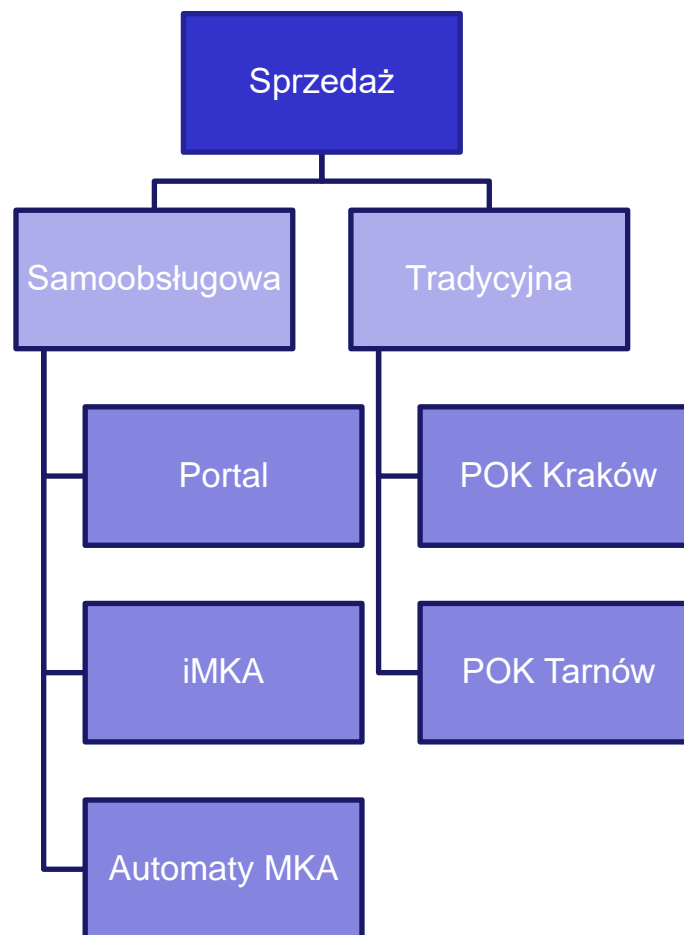 Sprzedaż
Samoobsługowa
Tradycyjna
Portal
POK Kraków
iMKA
POK Tarnów
Automaty MKA